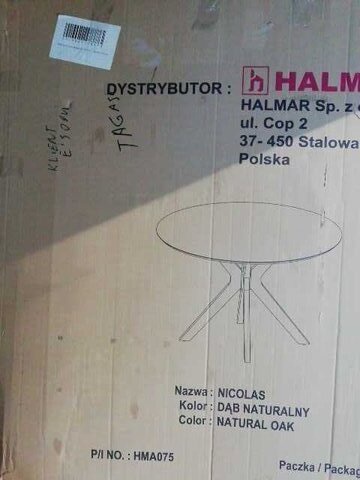 DYSTRYBUTOR : HALM
HALMAR Sp. z
ul. Cop 2
37- 450 Stalowa
Polska
KLIENT
TAGAS
Nazwa : NICOLAS
Kolor : DĄB NATURALNY
Color : NATURAL OAK
P/I NO. : HMA075
Paczka / Packag